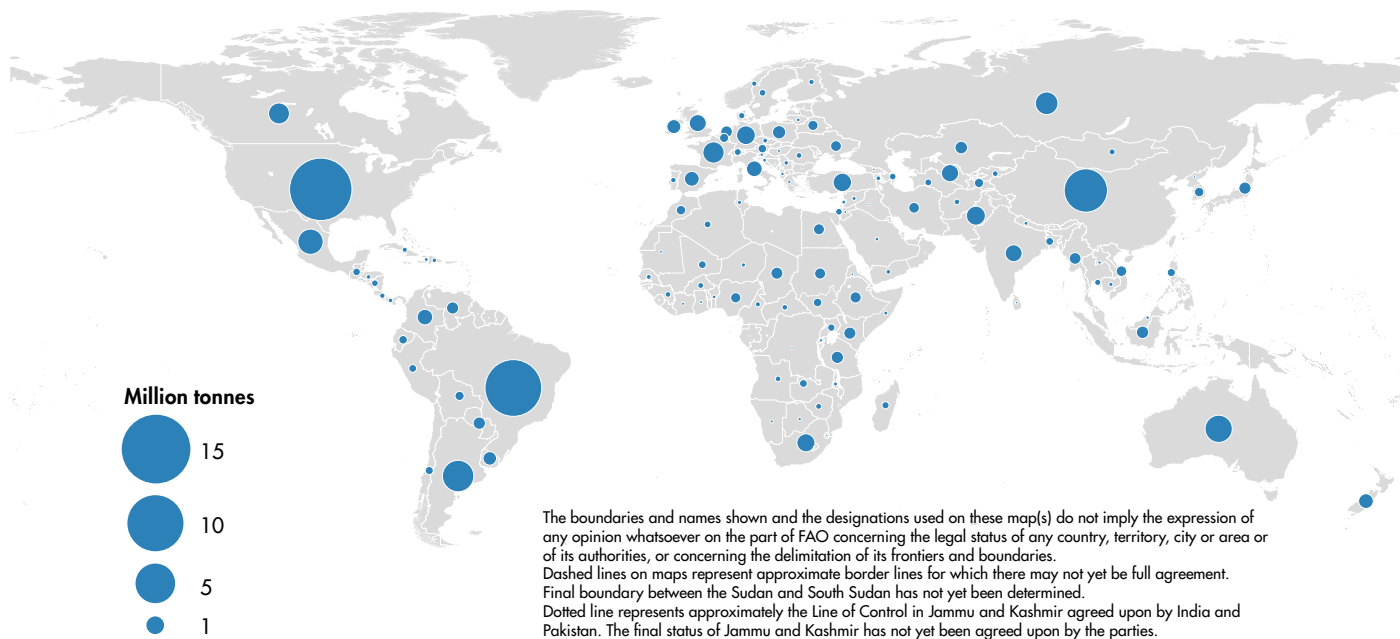 Million tonnes
15
10
5
1
The boundaries and names shown and the designations used on these map(s) do not imply the expression of
any opinion whatsoever on the part of FAO concerning the legal status of any country, territory, city or area or
of its authorities, or concerning the delimitation of its frontiers and boundaries.
Dashed lines on maps represent approximate border lines for which there may not yet be full agreement.
Final boundary between the Sudan and South Sudan has not yet been determined.
Dotted line represents approximately the Line of Control in Jammu and Kashmir agreed upon by India and
Pakistan. The final status of Jammu and Kashmir has not yet been agreed upon by the parties.